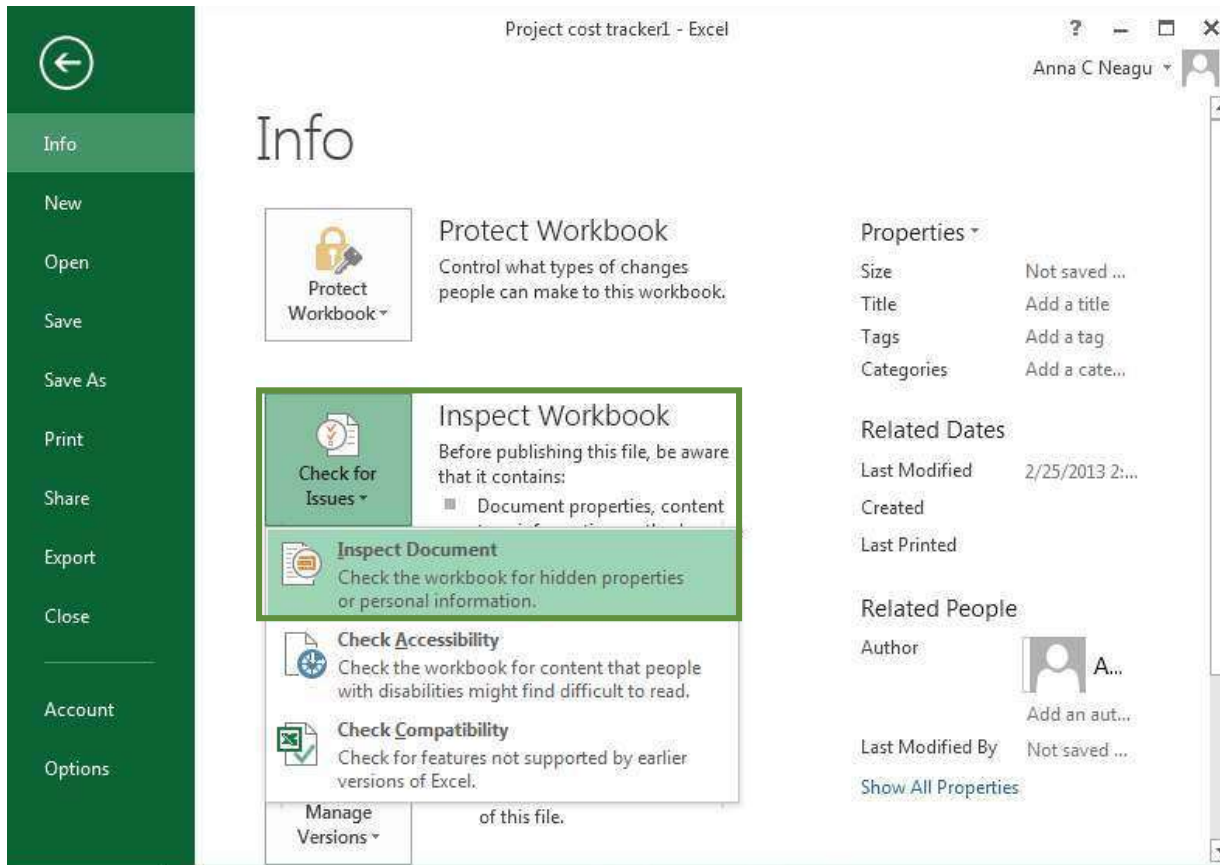 Project cost tracker1 - Excel
?
Anna C Neagu
Info
New
Open
Save
Save As
Print
Share
Export
Close
Account
Options
Info
Protect
Workbook
Protect Workbook
Control what types of changes
people can make to this workbook.
Check for
Issues
Inspect Workbook
Before publishing this file, be aware
that it contains:
Document properties, content
Inspect Document
Check the workbook for hidden properties
or personal information.
Check Accessibility
Check the workbook for content that people
with disabilities might find difficult to read.
Check Compatibility
Check for features not supported by earlier
versions of Excel.
Manage
Versions
of this file.
Properties
Size Not saved ...
Title Add a title
Tags Add a tag
Categories Add a cate...
Related Dates
Last Modified 2/25/2013 2:...
Created
Last Printed
Related People
Author A...
Add an aut...
Last Modified By Not saved ...
Show All Properties